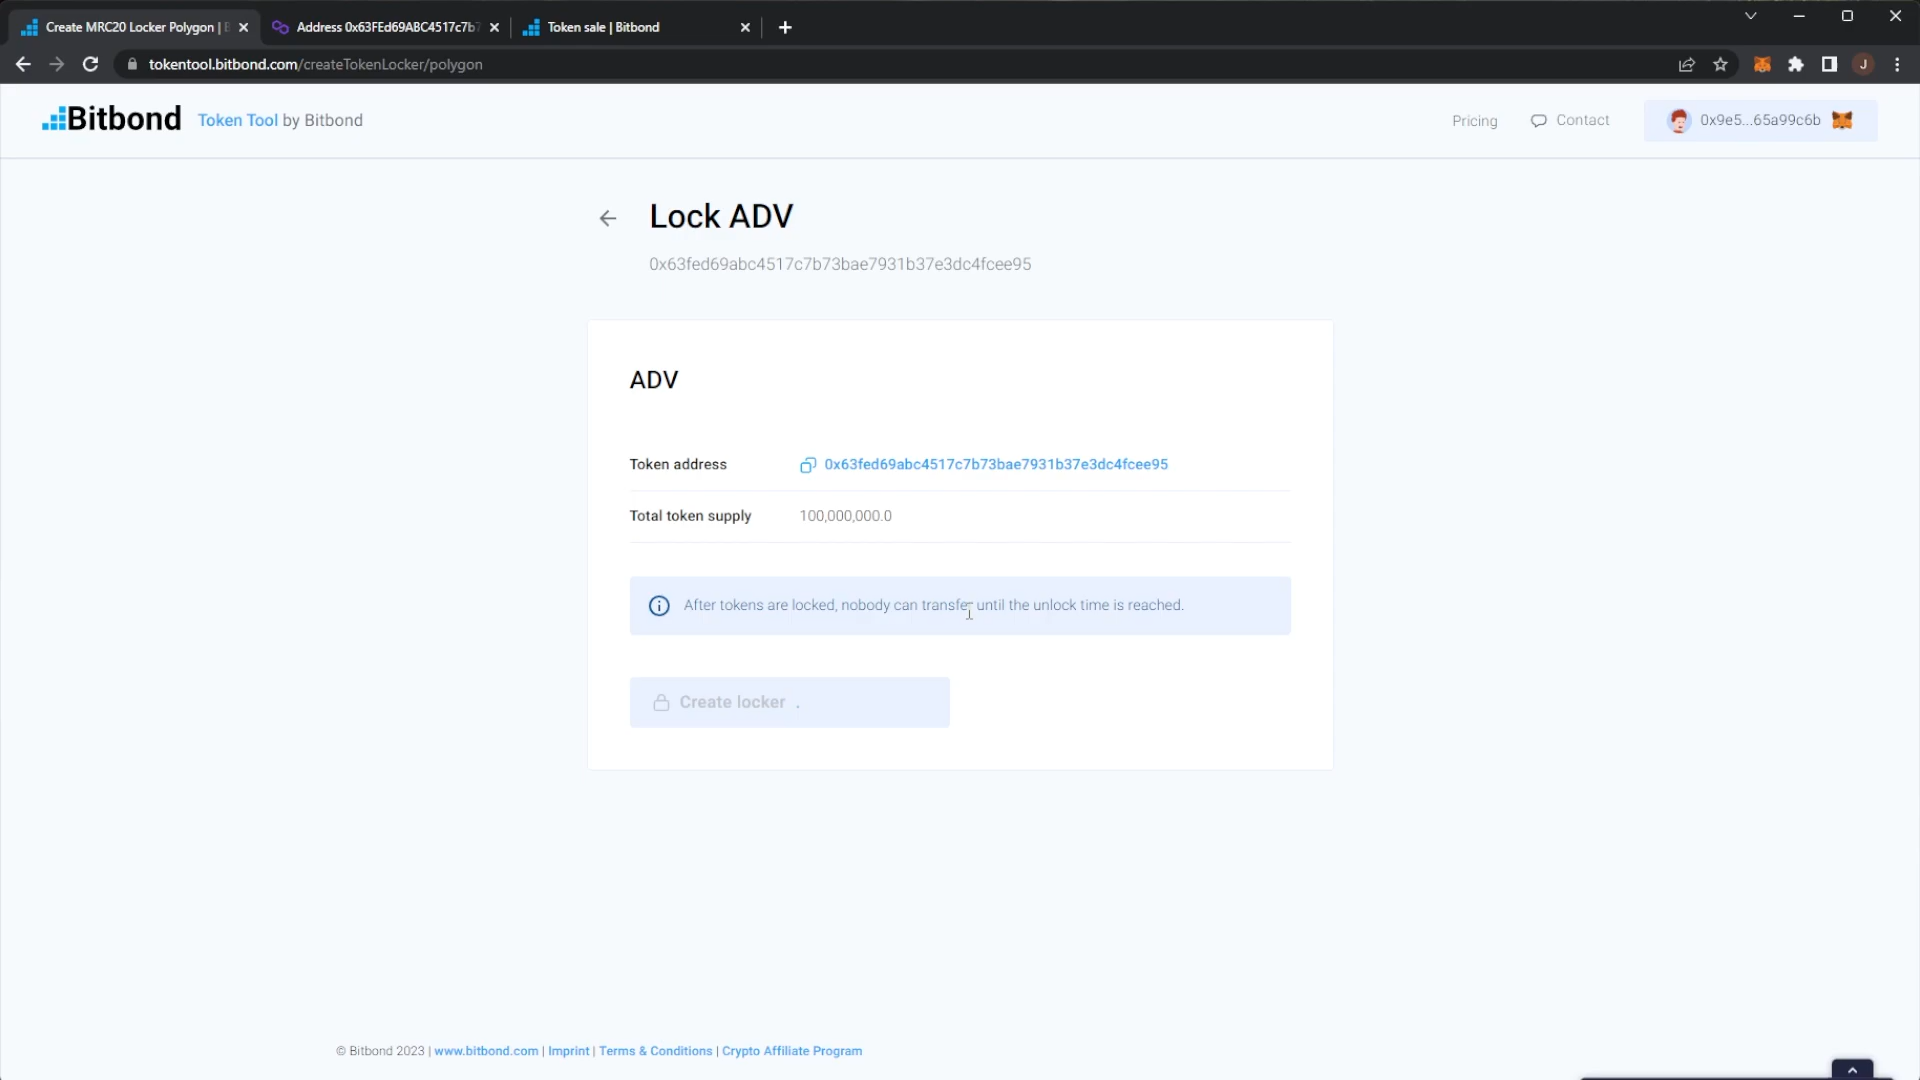 Create MRC20 Locker Polygon | B
Address 0x63FEd69ABC4517c7b7
Token sale | Bitbond
tokentool.bitbond.com/createTokenLocker/polygon
J
Bitbond
Token Tool by Bitbond
Pricing
Contact
0x9e5...65a99c6b
Lock ADV
0x63fed69abc4517c7b73bae7931b37e3dc4fcee95
ADV
Token address
0x63fed69abc4517c7b73bae7931b37e3dc4fcee95
Total token supply
100,000,000.0
After tokens are locked, nobody can transfer until the unlock time is reached.
Create locker .
© Bitbond 2023 | www.bitbond.com | Imprint | Terms & Conditions | Crypto Affiliate Program